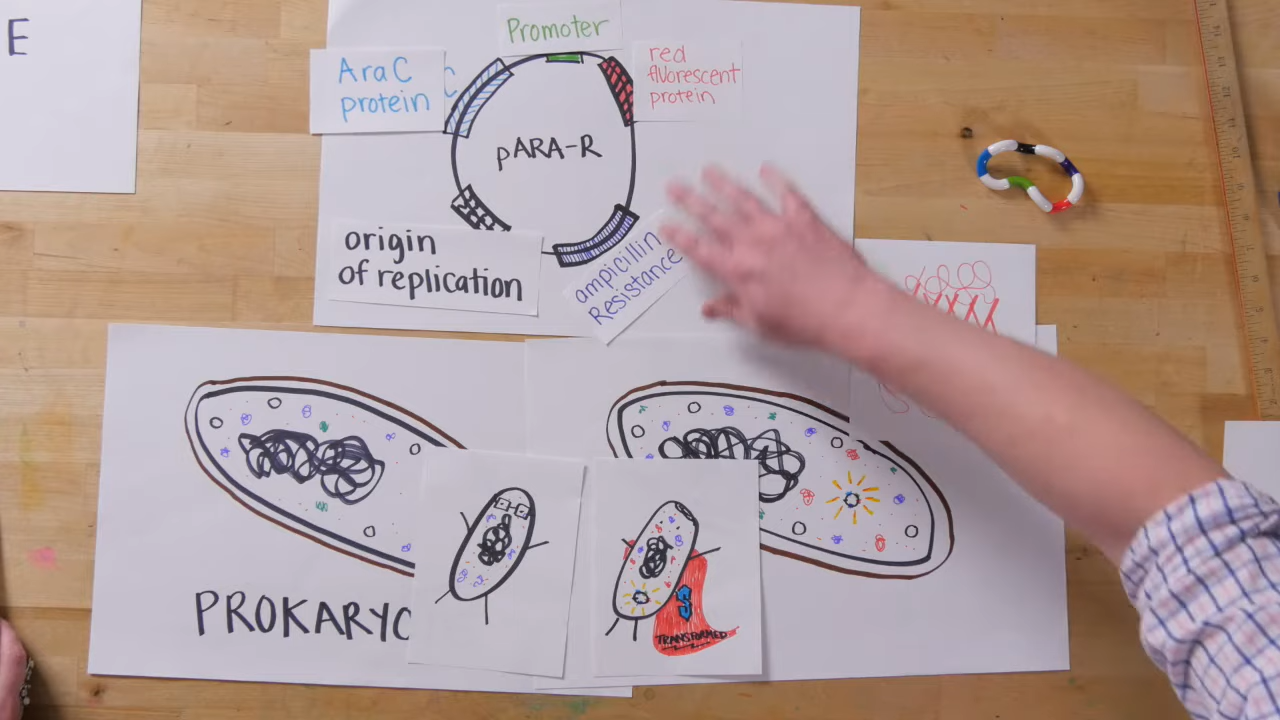 E
Promoter
AraC
protein
C
red
fluorescent
protein
pARA-R
origin
of replication
ampicillin
Resistance
PROKARYO
S
TRANSFORMED